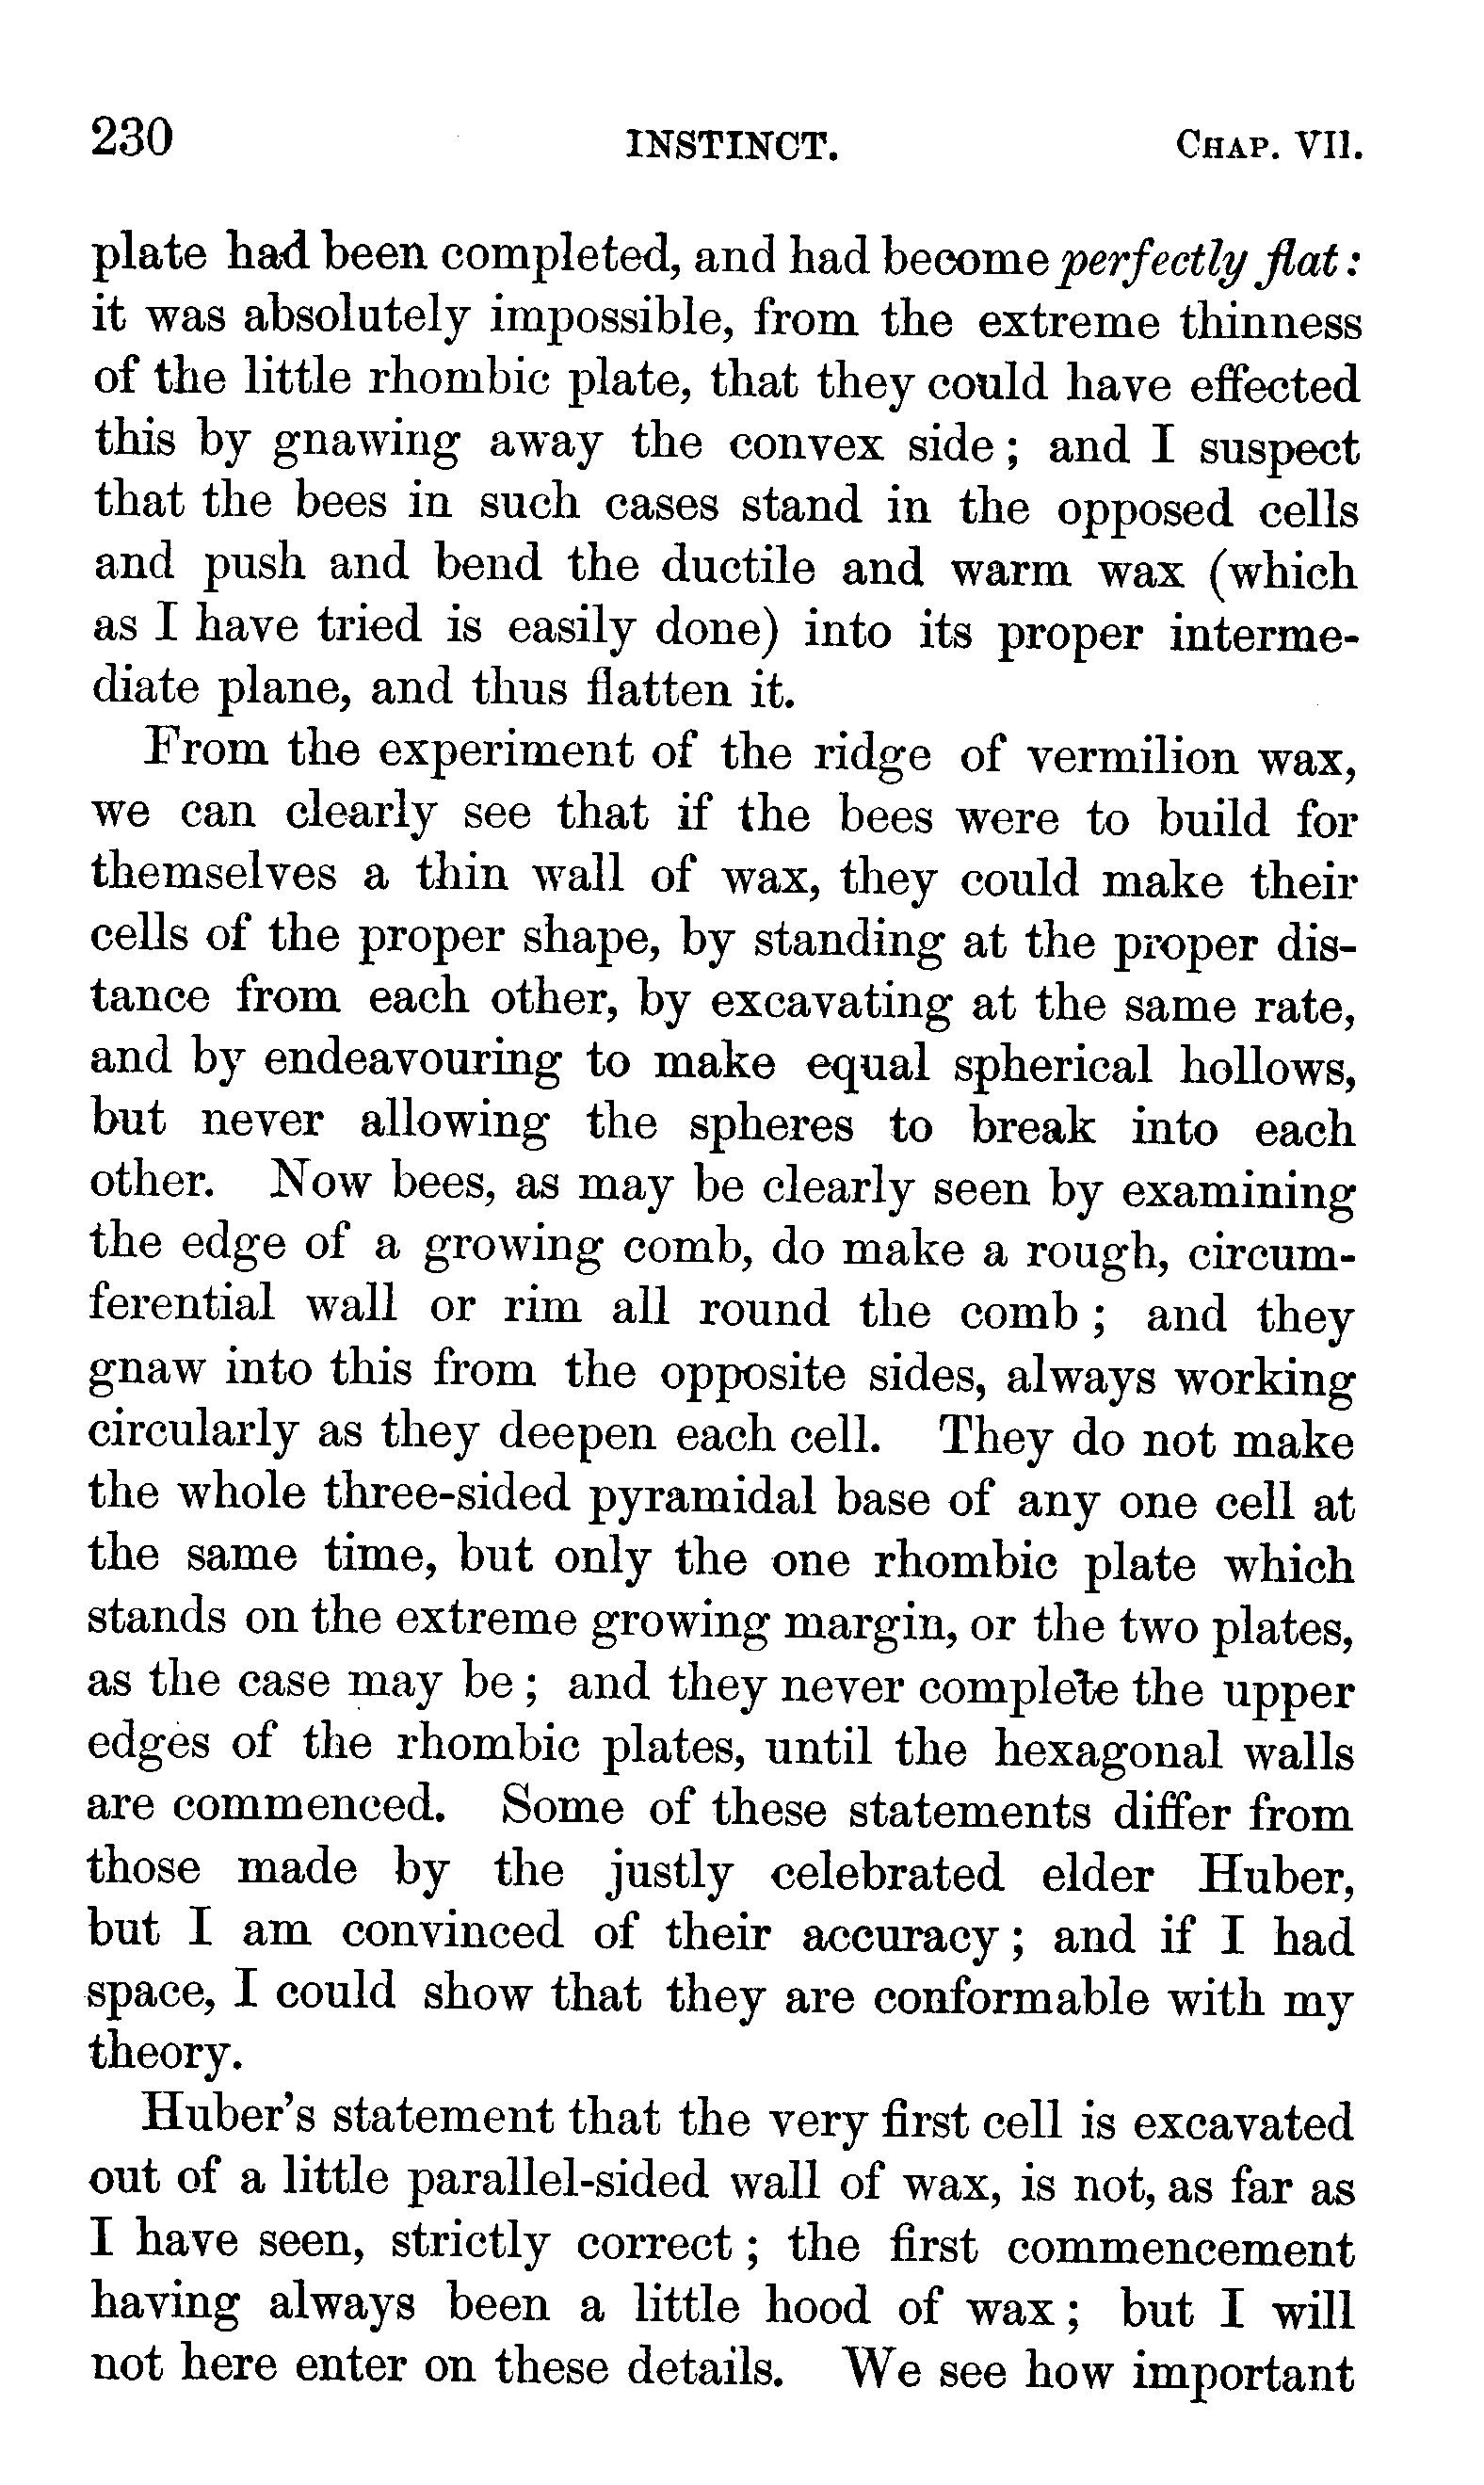 230 INSTINCT. CHAP. VII.
plate had been completed, and had become perfectly flat:
it was absolutely impossible, from the extreme thinness
of the little rhombic plate, that they could have effected
this by gnawing away the convex side; and I suspect
that the bees in such cases stand in the opposed cells
and push and bend the ductile and warm wax (which
as I have tried is easily done) into its proper interme-
diate plane, and thus flatten it.
From the experiment of the ridge of vermilion wax,
we can clearly see that if the bees were to build for
themselves a thin wall of wax, they could make their
cells of the proper shape, by standing at the proper dis-
tance from each other, by excavating at the same rate,
and by endeavouring to make equal spherical hollows,
but never allowing the spheres to break into each
other. Now bees, as may be clearly seen by examining
the edge of a growing comb, do make a rough, circum-
ferential wall or rim all round the comb; and they
gnaw into this from the opposite sides, always working
circularly as they deepen each cell. They do not make
the whole three-sided pyramidal base of any one cell at
the same time, but only the one rhombic plate which
stands on the extreme growing margin, or the two plates,
as the case may be; and they never complete the upper
edges of the rhombic plates, until the hexagonal walls
are commenced. Some of these statements differ from
those made by the justly celebrated elder Huber,
but I am convinced of their accuracy; and if I had
space, I could show that they are conformable with my
theory.
Huber's statement that the very first cell is excavated
out of a little parallel-sided wall of wax, is not, as far as
I have seen, strictly correct; the first commencement
having always been a little hood of wax; but I will
not here enter on these details. We see how important